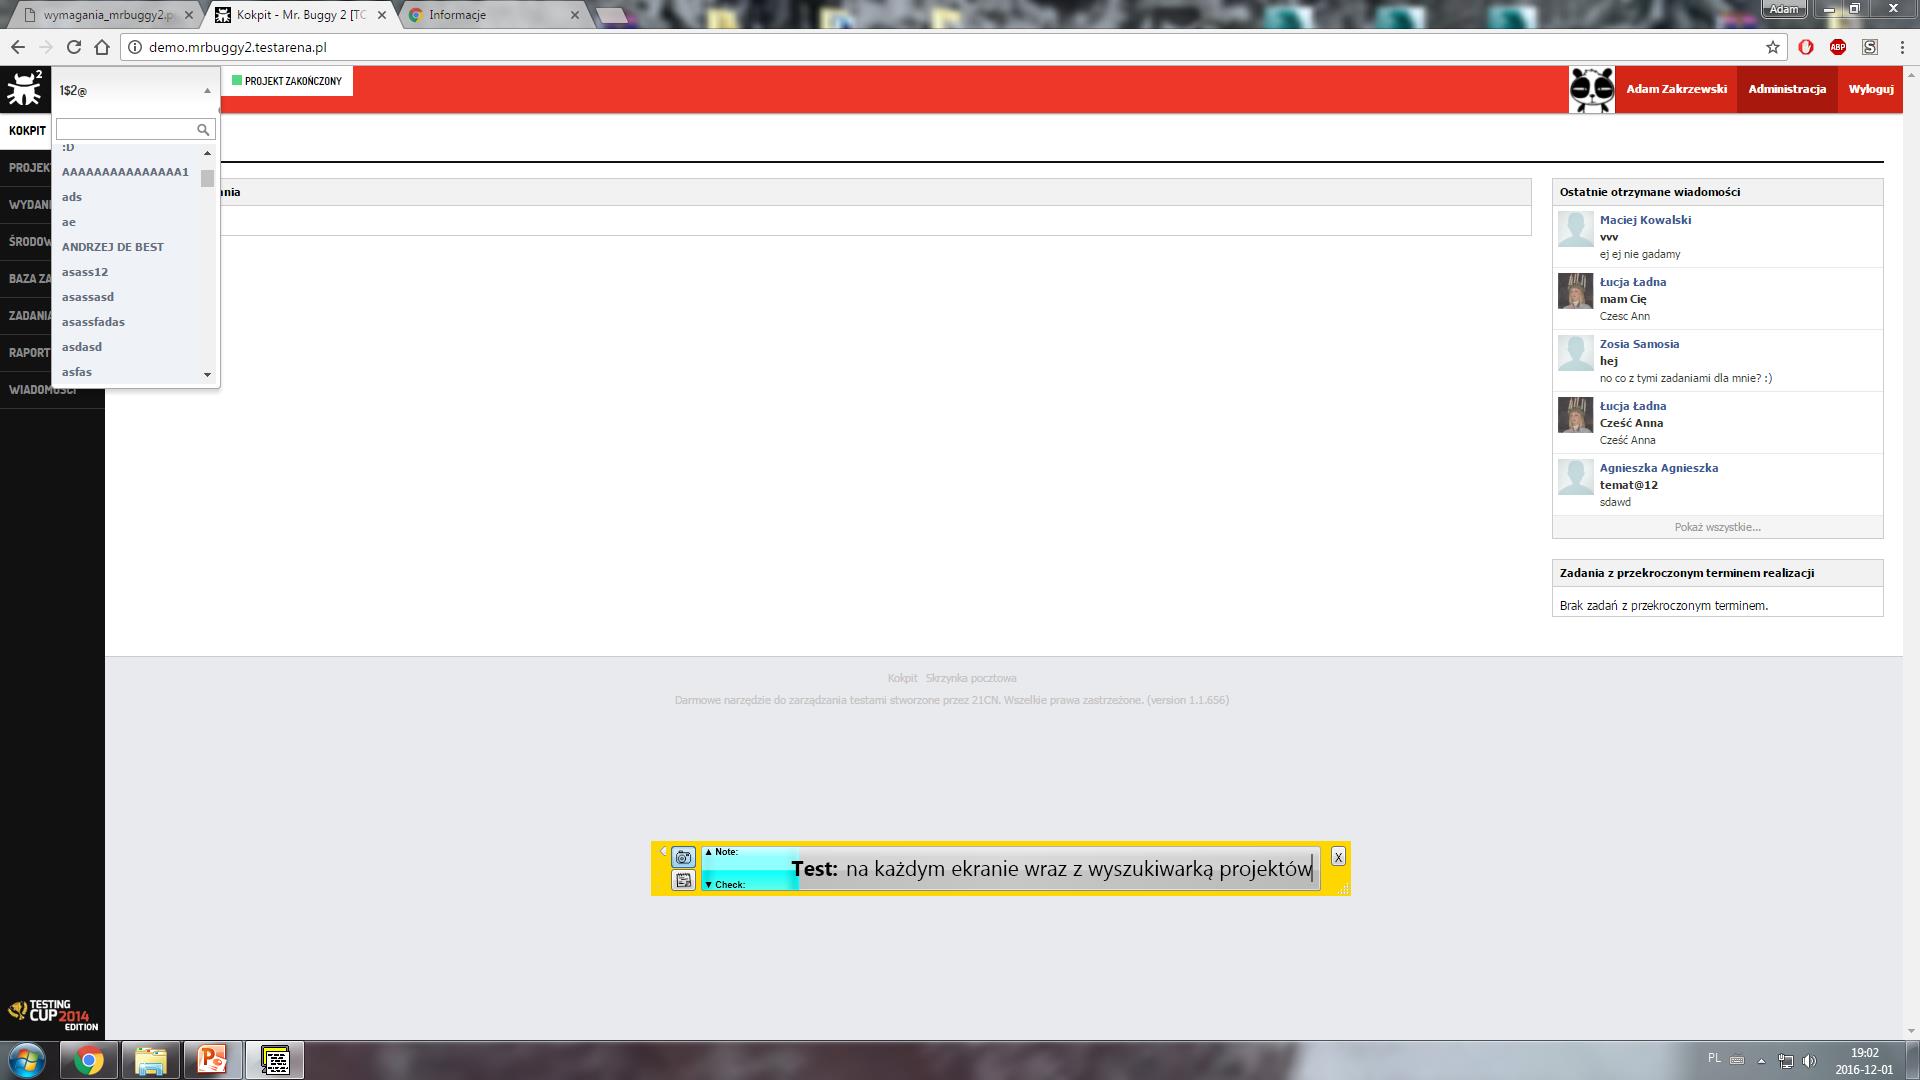 wymagania_mrbuggy2.p
Kokpit - Mr. Buggy 2 [TC
Informacje
Adam
demo.mrbuggy2.testarena.pl
ABP
S
2
1$2@
PROJEKT ZAKOŃCZONY
Adam Zakrzewski
Administracja
Wyloguj
KOKPIT
PROJEK
WYDANI
ŚRODOW
BAZA ZA
ZADANIA
RAPORT
WIADOMOŚCI
:D
AAAAAAAAAAAAAAA1
ads
ae
ANDRZEJ DE BEST
asass12
asassasd
asassfadas
asdasd
asfas
ania
Ostatnie otrzymane wiadomości
Maciej Kowalski
vvv
ej ej nie gadamy
Łucja Ładna
mam Cię
Czesc Ann
Zosia Samosia
hej
no co z tymi zadaniami dla mnie? :)
Łucja Ładna
Cześć Anna
Cześć Anna
Agnieszka Agnieszka
temat@12
sdawd
Pokaż wszystkie...
Zadania z przekroczonym terminem realizacji
Brak zadań z przekroczonym terminem.
Kokpit Skrzynka pocztowa
Darmowe narzędzie do zarządzania testami stworzone przez 21CN. Wszelkie prawa zastrzeżone. (version 1.1.656)
▲ Note:
Test: na każdym ekranie wraz z wyszukiwarką projektów
▼ Check:
X
TESTING
CUP 2014
EDITION
PL
19:02
2016-12-01